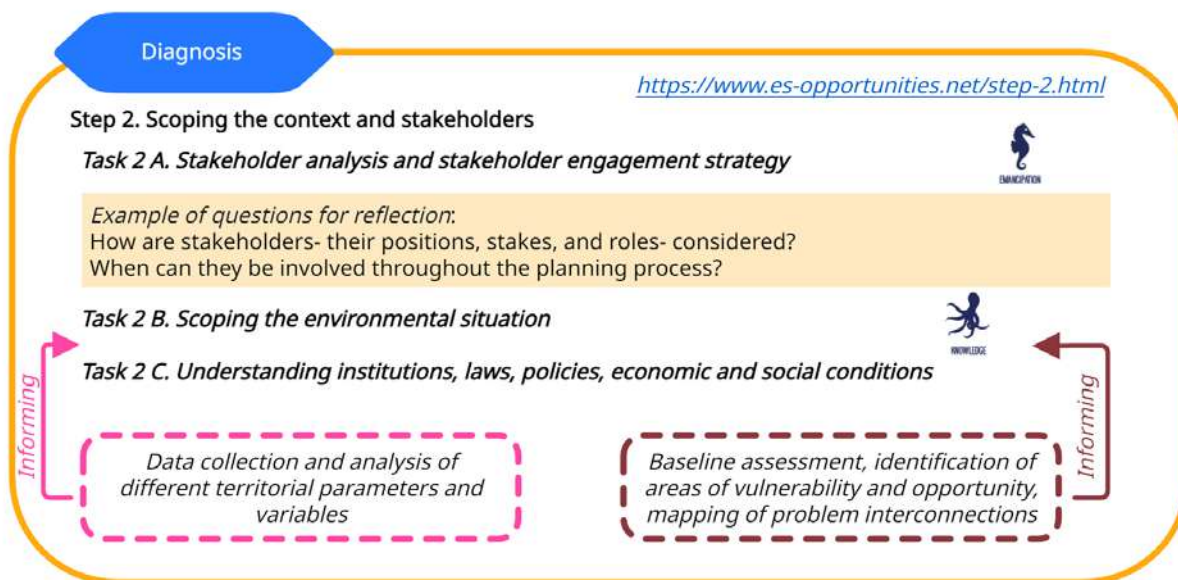 Diagnosis
https://www.es-opportunities.net/step-2.html
Step 2. Scoping the context and stakeholders
Task 2 A. Stakeholder analysis and stakeholder engagement strategy
EMANCIPATION
Example of questions for reflection:
How are stakeholders- their positions, stakes, and roles- considered?
When can they be involved throughout the planning process?
Task 2 B. Scoping the environmental situation
KNOWLEDGE
Task 2 C. Understanding institutions, laws, policies, economic and social conditions
Informing
Data collection and analysis of
different territorial parameters and
variables
Baseline assessment, identification of
areas of vulnerability and opportunity,
mapping of problem interconnections
Informing